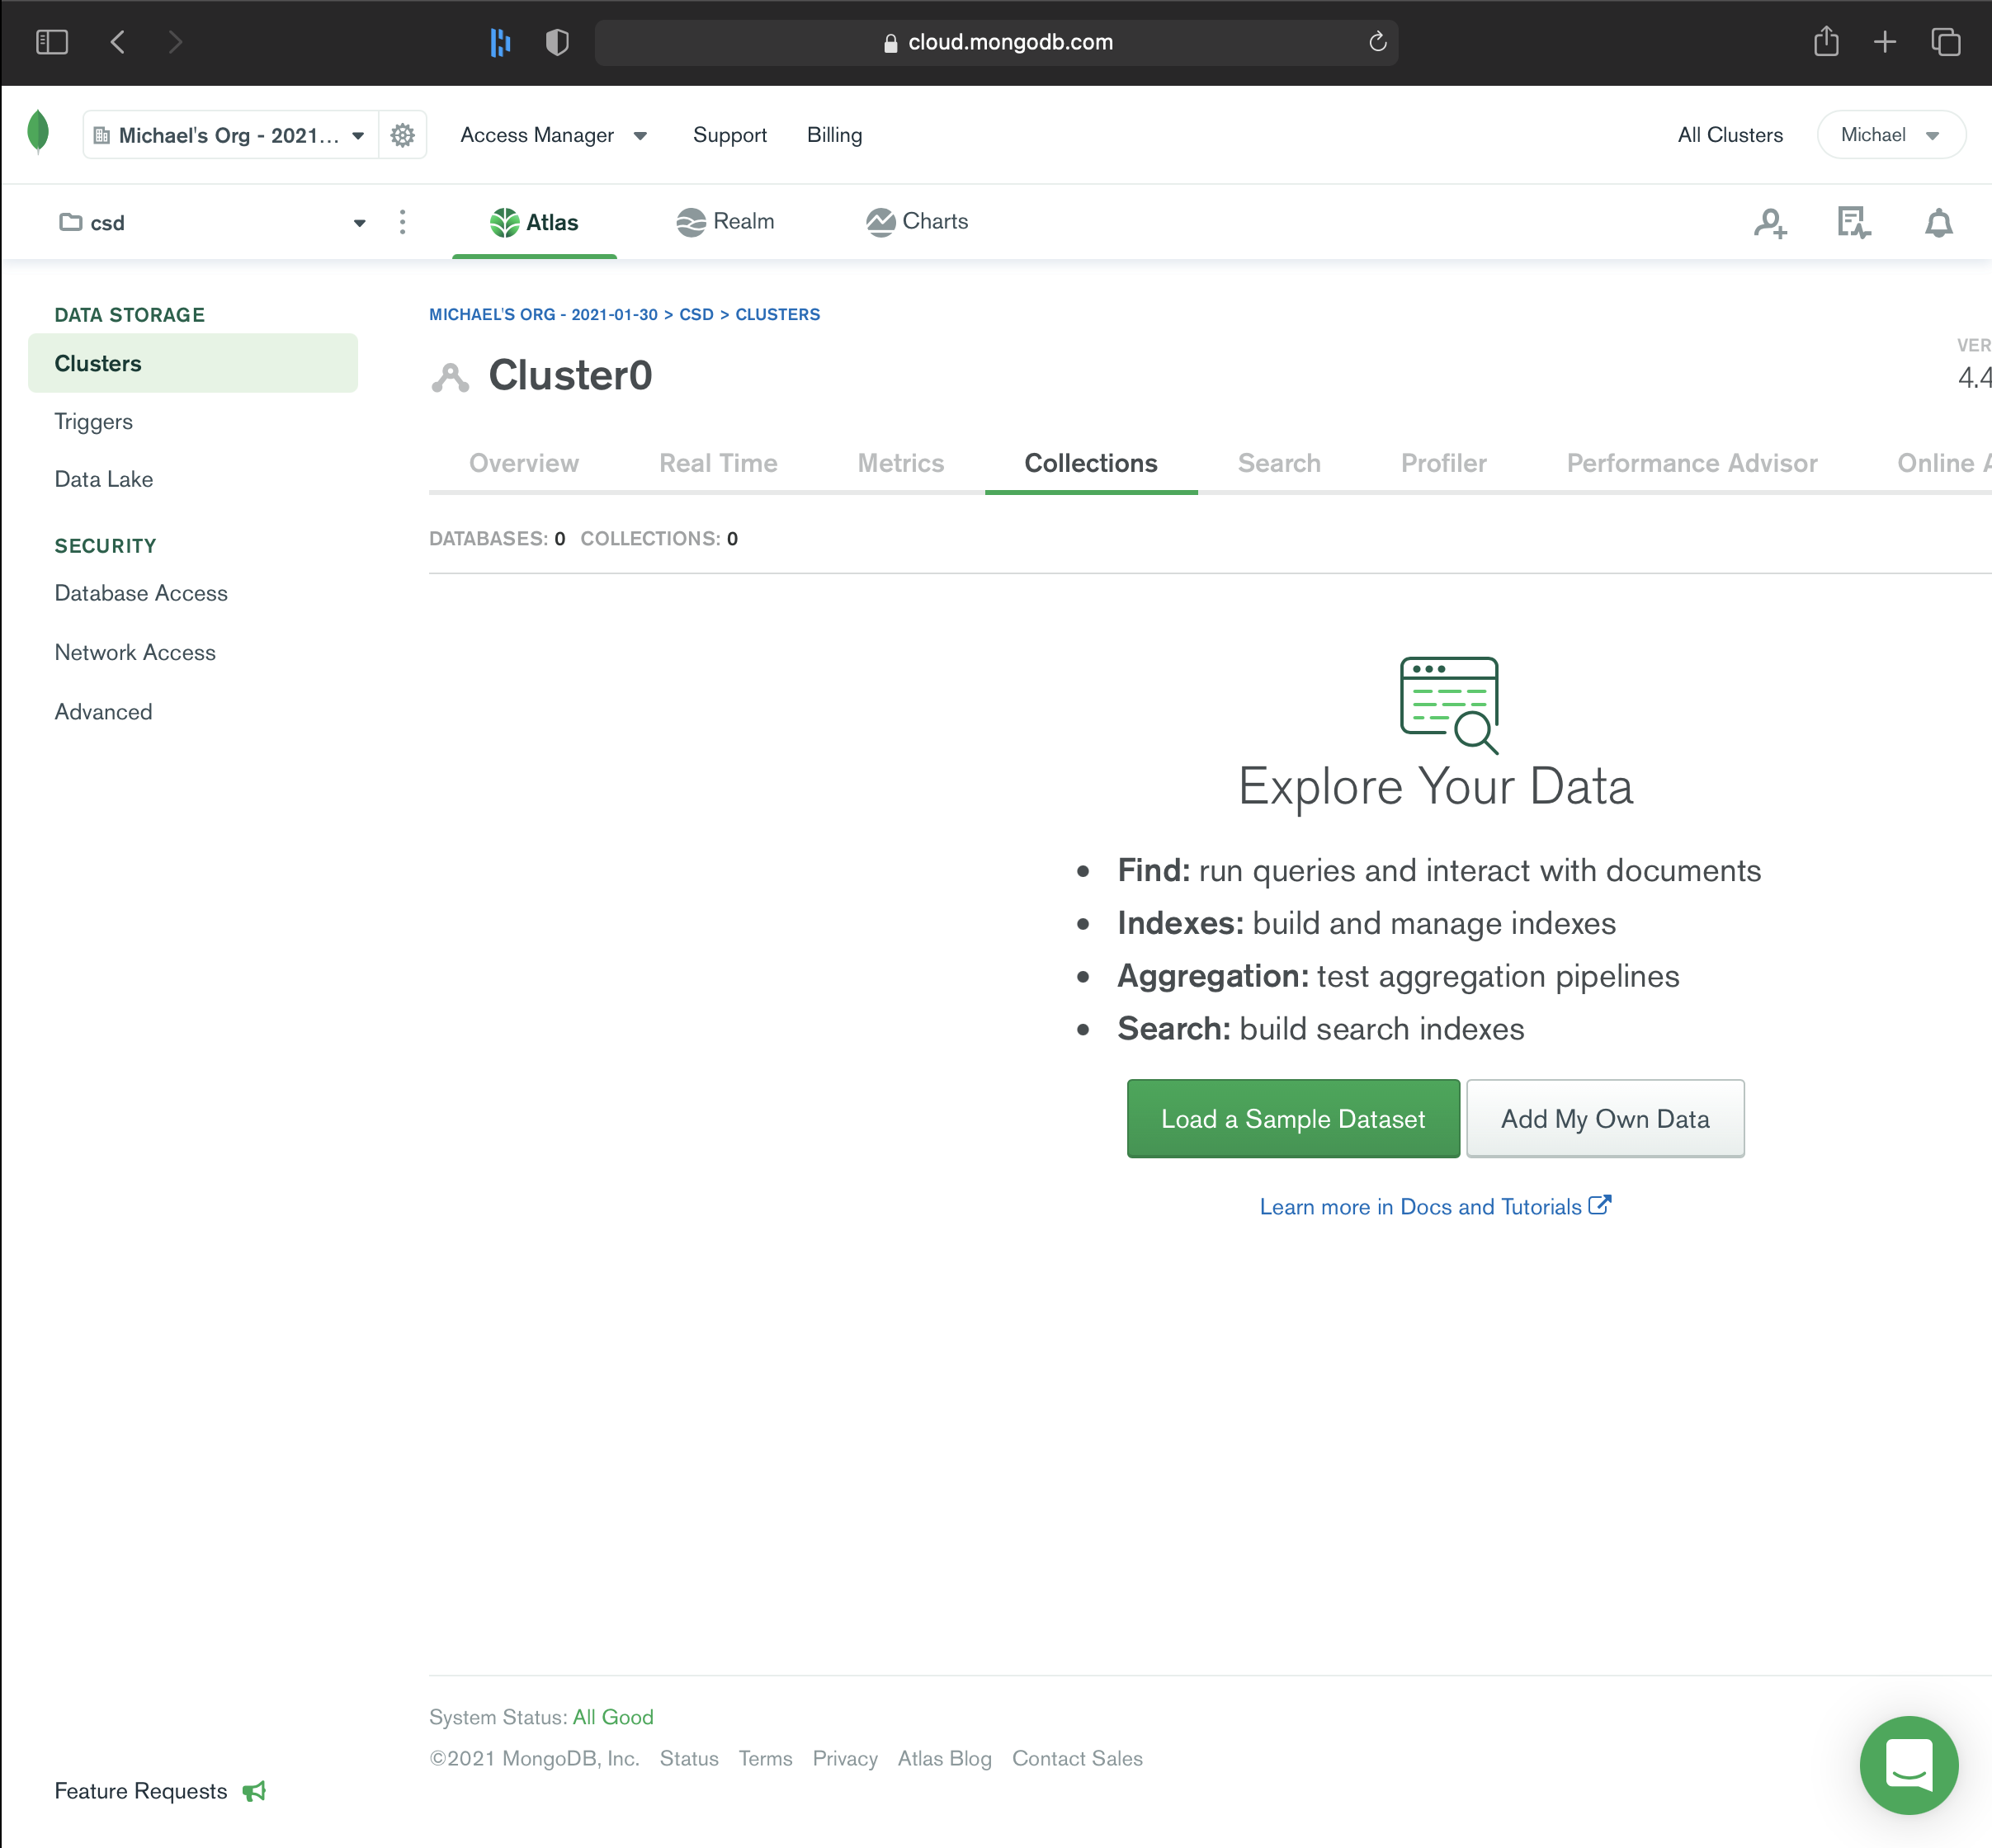 cloud.mongodb.com
Michael's Org - 2021...
Access Manager
Support
Billing
All Clusters
Michael
csd
Atlas
Realm
Charts
DATA STORAGE
Clusters
Triggers
Data Lake
SECURITY
Database Access
Network Access
Advanced
MICHAEL'S ORG - 2021-01-30 > CSD > CLUSTERS
Cluster0
VER
4.4
Overview
Real Time
Metrics
Collections
Search
Profiler
Performance Advisor
Online A
DATABASES: 0 COLLECTIONS: 0
Explore Your Data
• Find: run queries and interact with documents
• Indexes: build and manage indexes
• Aggregation: test aggregation pipelines
• Search: build search indexes
Load a Sample Dataset
Add My Own Data
Learn more in Docs and Tutorials
System Status: All Good
©2021 MongoDB, Inc. Status Terms Privacy Atlas Blog Contact Sales
Feature Requests